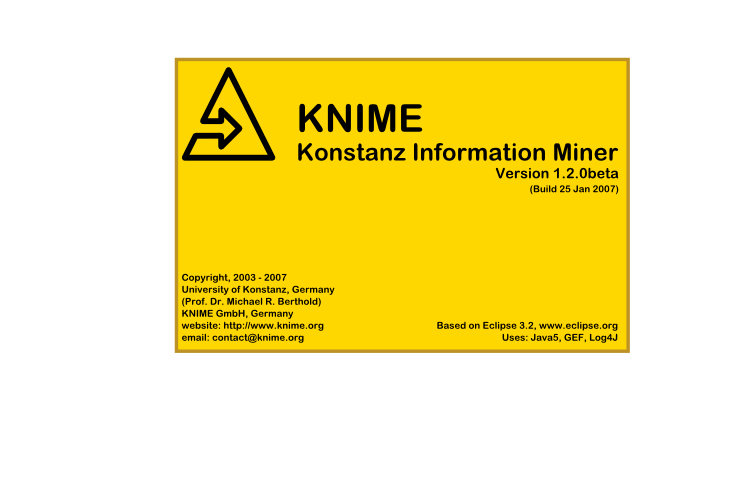 KNIME
Konstanz Information Miner
Version 1.2.0beta
(Build 25 Jan 2007)
Copyright, 2003 - 2007
University of Konstanz, Germany
(Prof. Dr. Michael R. Berthold)
KNIME GmbH, Germany
website: http://www.knime.org
email: contact@knime.org
Based on Eclipse 3.2, www.eclipse.org
Uses: Java5, GEF, Log4J